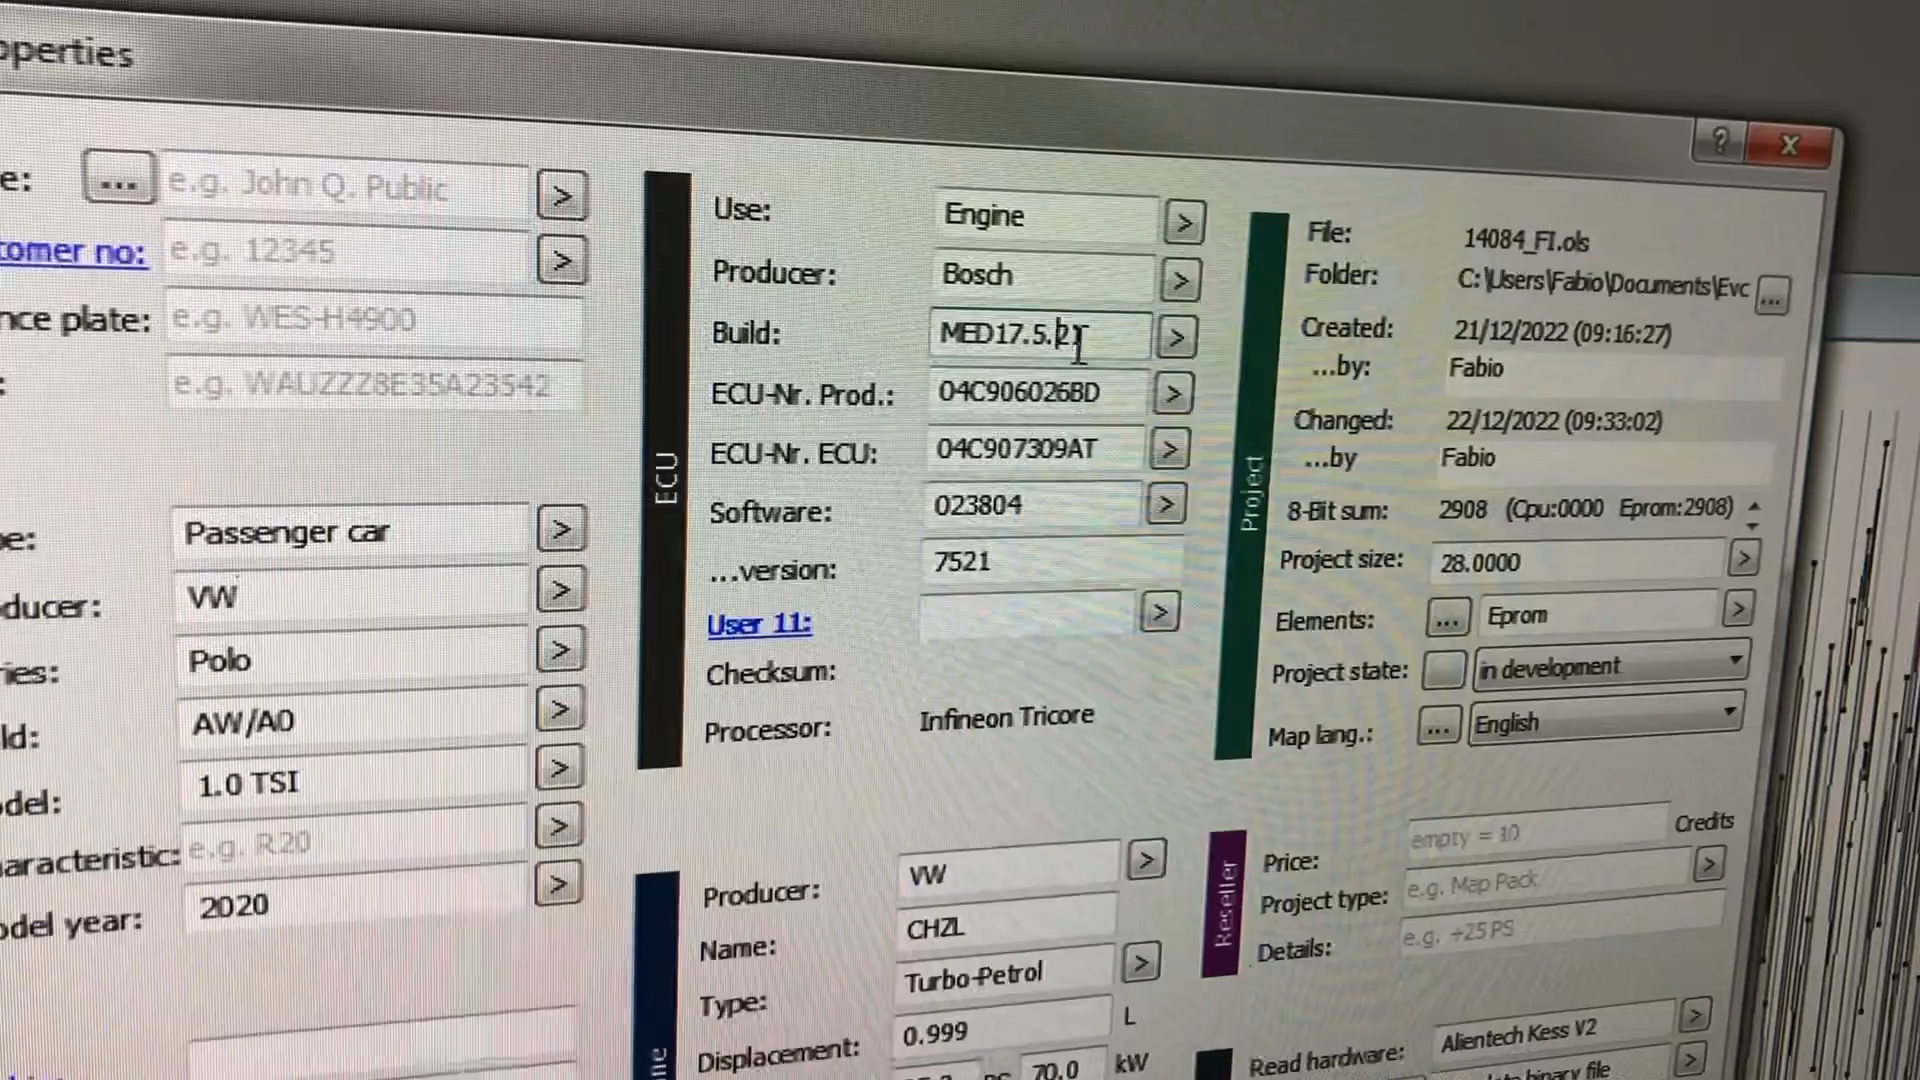 operties
e: ... e.g. John Q. Public >
tomer no: e.g. 12345 >
nce plate: e.g. WES-H4900
: e.g. WAUZZZ8E35A23542
pe: Passenger car >
ducer: VW >
ries: Polo >
ld: AW/A0 >
odel: 1.0 TSI >
aracteristic: e.g. R20 >
odel year: 2020 >
ECU
Use: Engine >
Producer: Bosch >
Build: MED17.5.21 >
ECU-Nr. Prod.: 04C906026BD >
ECU-Nr. ECU: 04C907309AT >
Software: 023804 >
...version: 7521
User 11: >
Checksum:
Processor: Infineon Tricore
Producer: VW >
Name: CHZL
Type: Turbo-Petrol >
Displacement: 0.999 L
70.0 kW
ne
? X
Project
File: 14084_FI.ols
Folder: C:\Users\Fabio\Documents\Evc ...
Created: 21/12/2022 (09:16:27)
...by: Fabio
Changed: 22/12/2022 (09:33:02)
...by Fabio
8-Bit sum: 2908 (Cpu:0000 Eprom:2908)
Project size: 28.0000 >
Elements: ... Eprom >
Project state: in development
Map lang.: ... English
Reseller
Price: empty = 10 Credits
Project type: e.g. Map Pack >
Details: e.g. +25 PS
Read hardware: Alientech Kess V2 >
binary file >